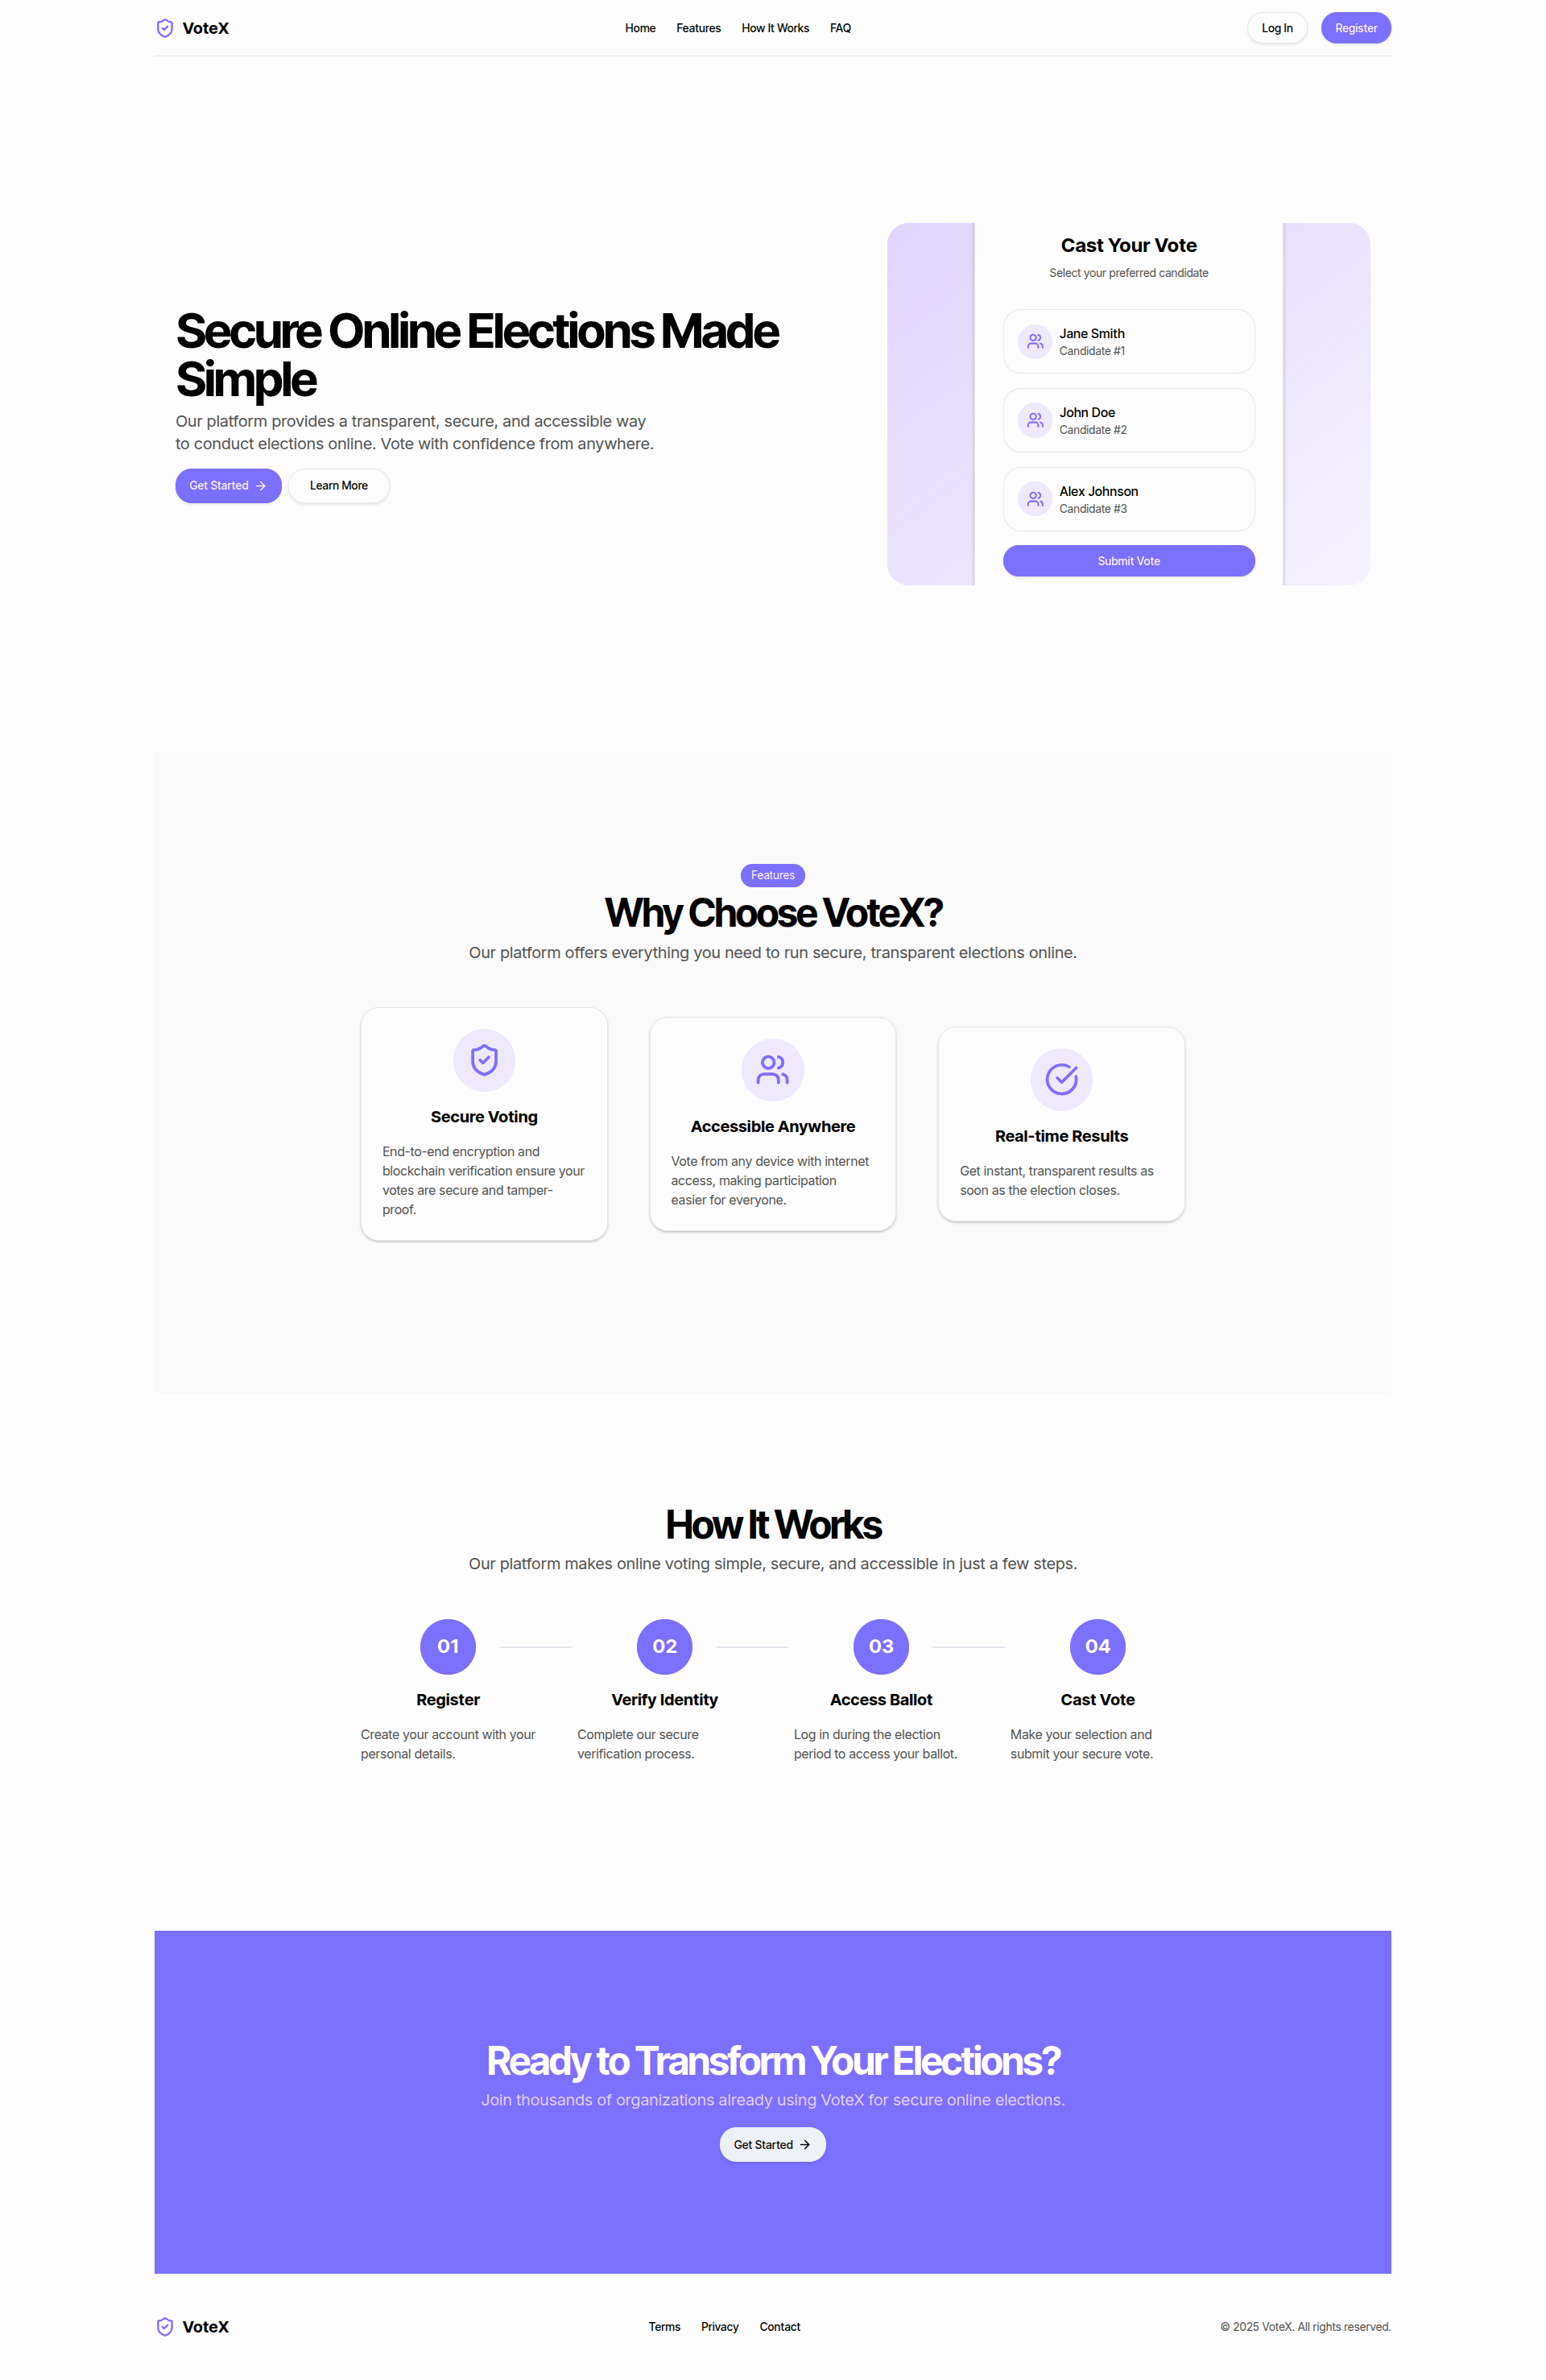 VoteX
Home Features How It Works FAQ
Log In Register
Secure Online Elections Made
Simple
Our platform provides a transparent, secure, and accessible way
to conduct elections online. Vote with confidence from anywhere.
Get Started Learn More
Cast Your Vote
Select your preferred candidate
Jane Smith
Candidate #1
John Doe
Candidate #2
Alex Johnson
Candidate #3
Submit Vote
Features
Why Choose VoteX?
Our platform offers everything you need to run secure, transparent elections online.
Secure Voting
End-to-end encryption and
blockchain verification ensure your
votes are secure and tamper-
proof.
Accessible Anywhere
Vote from any device with internet
access, making participation
easier for everyone.
Real-time Results
Get instant, transparent results as
soon as the election closes.
How It Works
Our platform makes online voting simple, secure, and accessible in just a few steps.
01
Register
Create your account with your
personal details.
02
Verify Identity
Complete our secure
verification process.
03
Access Ballot
Log in during the election
period to access your ballot.
04
Cast Vote
Make your selection and
submit your secure vote.
Ready to Transform Your Elections?
Join thousands of organizations already using VoteX for secure online elections.
Get Started
VoteX
Terms Privacy Contact
© 2025 VoteX. All rights reserved.